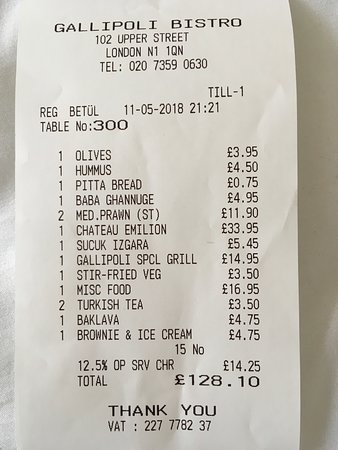 GALLIPOLI BISTRO
102 UPPER STREET
LONDON N1 1QN
TEL: 020 7359 0630
TILL-1
REG BETÜL 11-05-2018 21:21
TABLE No:300
1 OLIVES £3.95
1 HUMMUS £4.50
1 PITTA BREAD £0.75
1 BABA GHANNUGE £4.95
2 MED.PRAWN (ST) £11.90
1 CHATEAU EMILION £33.95
1 SUCUK IZGARA £5.45
1 GALLIPOLI SPCL GRILL £14.95
1 STIR-FRIED VEG £3.50
1 MISC FOOD £16.95
2 TURKISH TEA £3.50
1 BAKLAVA £4.75
1 BROWNIE & ICE CREAM £4.75
15 No
12.5% OP SRV CHR £14.25
TOTAL £128.10
THANK YOU
VAT : 227 7782 37